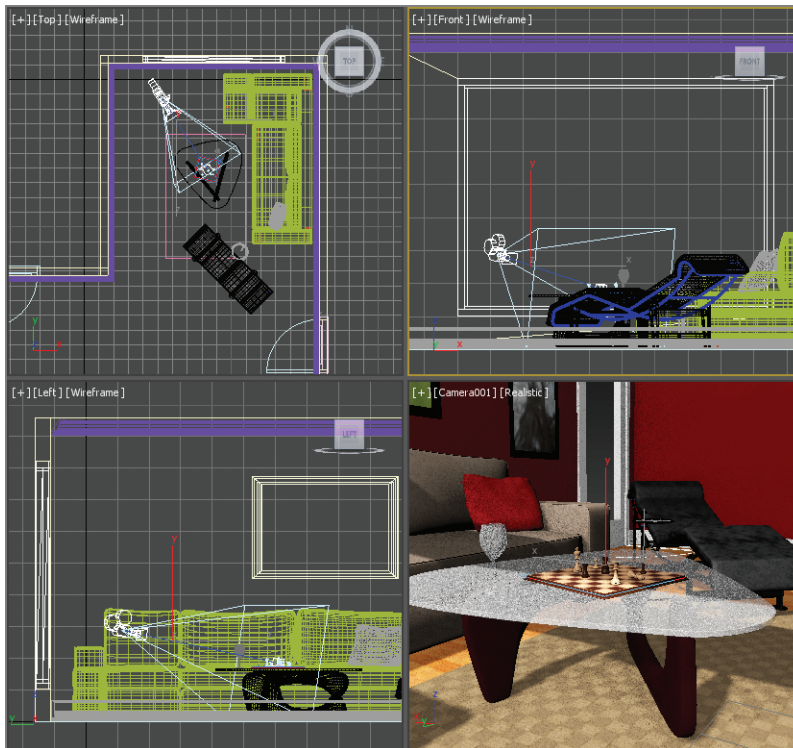 [+] [Top] [Wireframe]
TOP
y
x
[+] [Front] [Wireframe]
FRONT
y
x
y
x
[+] [Left] [Wireframe]
LEFT
y
z
y
[+] [Camera001] [Realistic]
y
x
z
y